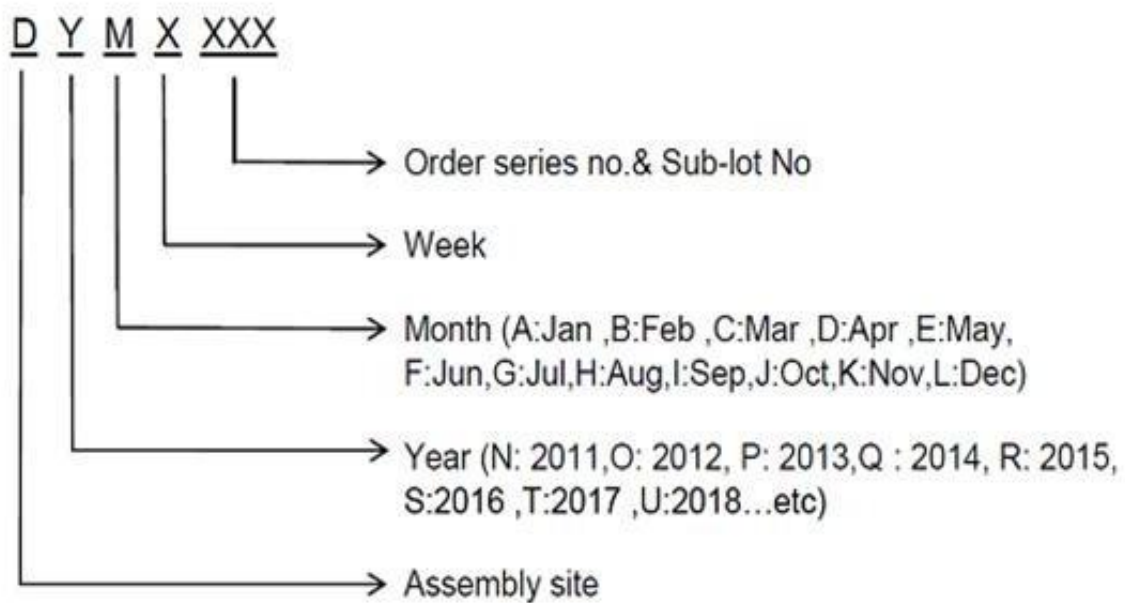 D Y M X XXX
Order series no.& Sub-lot No
Week
Month (A:Jan ,B:Feb ,C:Mar ,D:Apr ,E:May,
F:Jun,G:Jul,H:Aug,I:Sep,J:Oct,K:Nov,L:Dec)
Year (N: 2011,O: 2012, P: 2013,Q : 2014, R: 2015,
S:2016 ,T:2017 ,U:2018...etc)
Assembly site